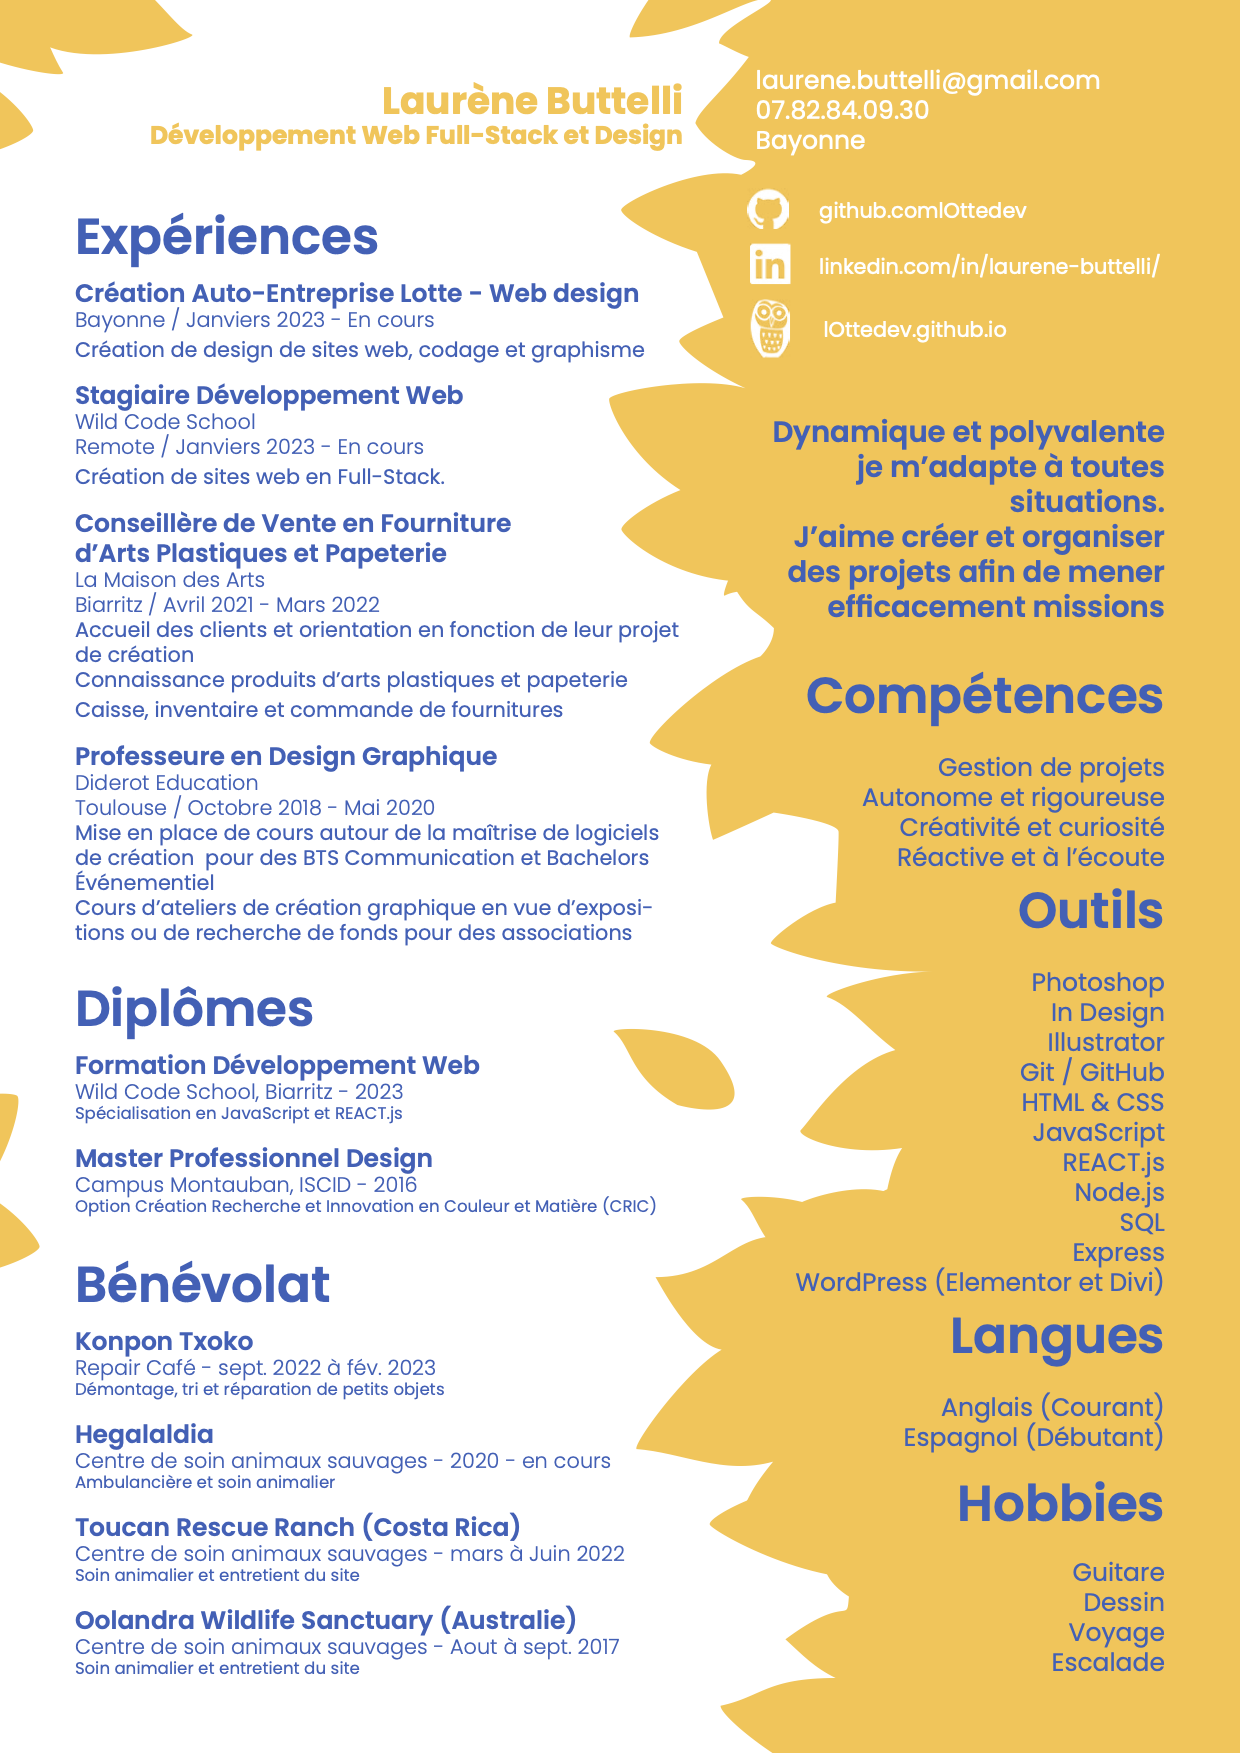 Laurène Buttelli
Développement Web Full-Stack et Design
laurene.buttelli@gmail.com
07.82.84.09.30
Bayonne
github.comlOttedev
linkedin.com/in/laurene-buttelli/
lOttedev.github.io
Expériences
Création Auto-Entreprise Lotte - Web design
Bayonne / Janviers 2023 - En cours
Création de design de sites web, codage et graphisme
Stagiaire Développement Web
Wild Code School
Remote / Janviers 2023 - En cours
Création de sites web en Full-Stack.
Conseillère de Vente en Fourniture
d’Arts Plastiques et Papeterie
La Maison des Arts
Biarritz / Avril 2021 - Mars 2022
Accueil des clients et orientation en fonction de leur projet
de création
Connaissance produits d’arts plastiques et papeterie
Caisse, inventaire et commande de fournitures
Professeure en Design Graphique
Diderot Education
Toulouse / Octobre 2018 - Mai 2020
Mise en place de cours autour de la maîtrise de logiciels
de création  pour des BTS Communication et Bachelors
Événementiel
Cours d’ateliers de création graphique en vue d’exposi-
tions ou de recherche de fonds pour des associations
Diplômes
Formation Développement Web
Wild Code School, Biarritz - 2023
Spécialisation en JavaScript et REACT.js
Master Professionnel Design
Campus Montauban, ISCID - 2016
Option Création Recherche et Innovation en Couleur et Matière (CRIC)
Bénévolat
Konpon Txoko
Repair Café - sept. 2022 à fév. 2023
Démontage, tri et réparation de petits objets
Hegalaldia
Centre de soin animaux sauvages - 2020 - en cours
Ambulancière et soin animalier
Toucan Rescue Ranch (Costa Rica)
Centre de soin animaux sauvages - mars à Juin 2022
Soin animalier et entretient du site
Oolandra Wildlife Sanctuary (Australie)
Centre de soin animaux sauvages - Aout à sept. 2017
Soin animalier et entretient du site
Dynamique et polyvalente
je m’adapte à toutes
situations.
J’aime créer et organiser
des projets afin de mener
efficacement missions
Compétences
Gestion de projets
Autonome et rigoureuse
Créativité et curiosité
Réactive et à l’écoute
Outils
Photoshop
In Design
Illustrator
Git / GitHub
HTML & CSS
JavaScript
REACT.js
Node.js
SQL
Express
WordPress (Elementor et Divi)
Langues
Anglais (Courant)
Espagnol (Débutant)
Hobbies
Guitare
Dessin
Voyage
Escalade